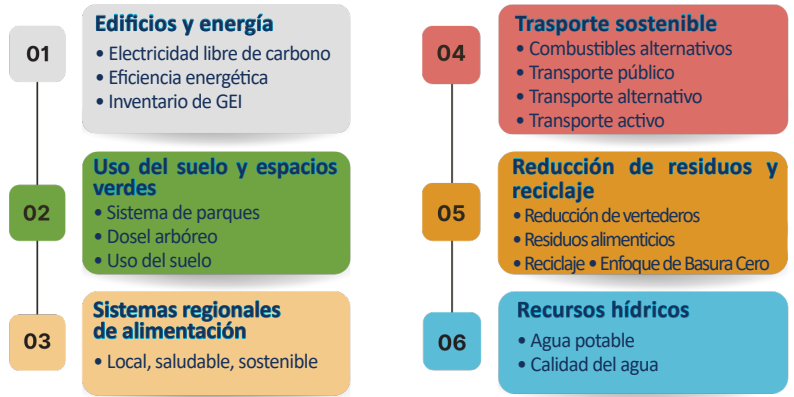 01
Edificios y energía
• Electricidad libre de carbono
• Eficiencia energética
• Inventario de GEI
02
Uso del suelo y espacios
verdes
• Sistema de parques
• Dosel arbóreo
• Uso del suelo
03
Sistemas regionales
de alimentación
• Local, saludable, sostenible
04
Trasporte sostenible
• Combustibles alternativos
• Transporte público
• Transporte alternativo
• Transporte activo
05
Reducción de residuos y
reciclaje
• Reducción de vertederos
• Residuos alimenticios
• Reciclaje • Enfoque de Basura Cero
06
Recursos hídricos
• Agua potable
• Calidad del agua